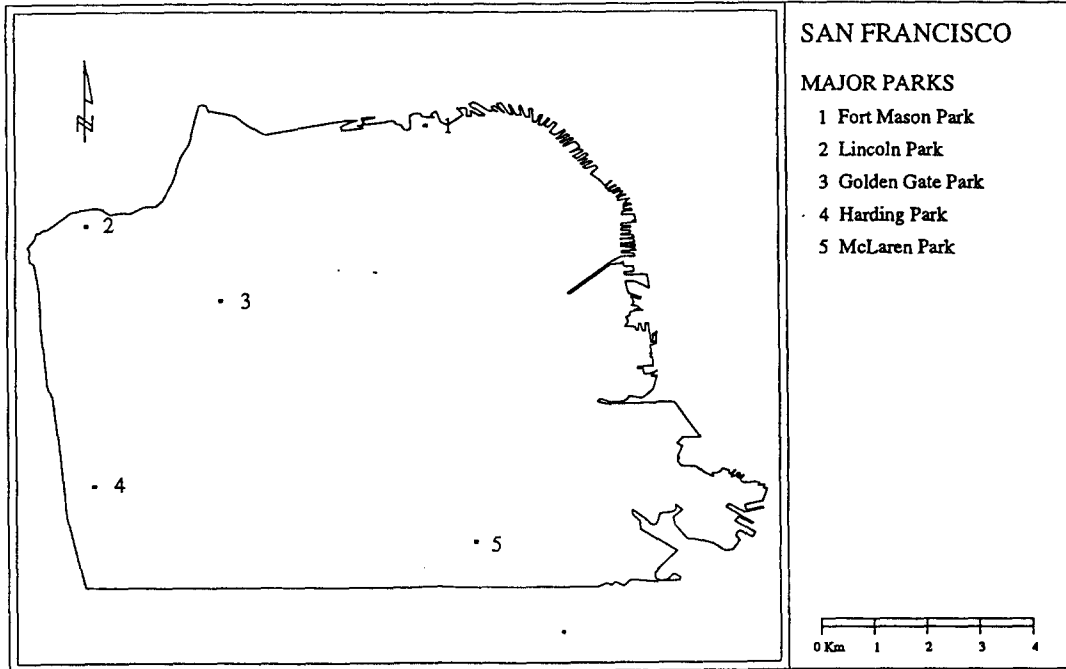 SAN FRANCISCO
MAJOR PARKS
1 Fort Mason Park
2 Lincoln Park
3 Golden Gate Park
4 Harding Park
5 McLaren Park
1
2
3
4
5
N
0 Km 1 2 3 4